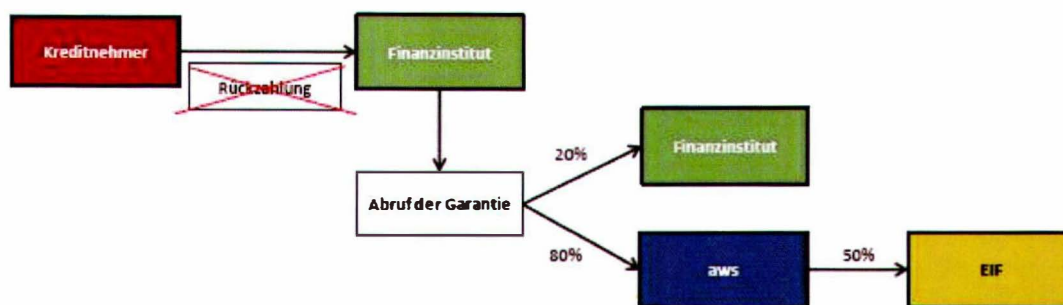 Kreditnehmer
Finanzinstitut
Rückzahlung
20%
Finanzinstitut
Abruf der Garantie
80%
aws
50%
EIF